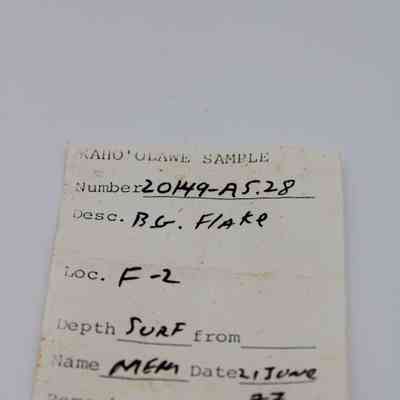 KAHO'OLAWE SAMPLE
Number 20149-A5.28
Desc. BG. Flake
Loc. F-2
Depth SURF from
Name MEM Date 21 June